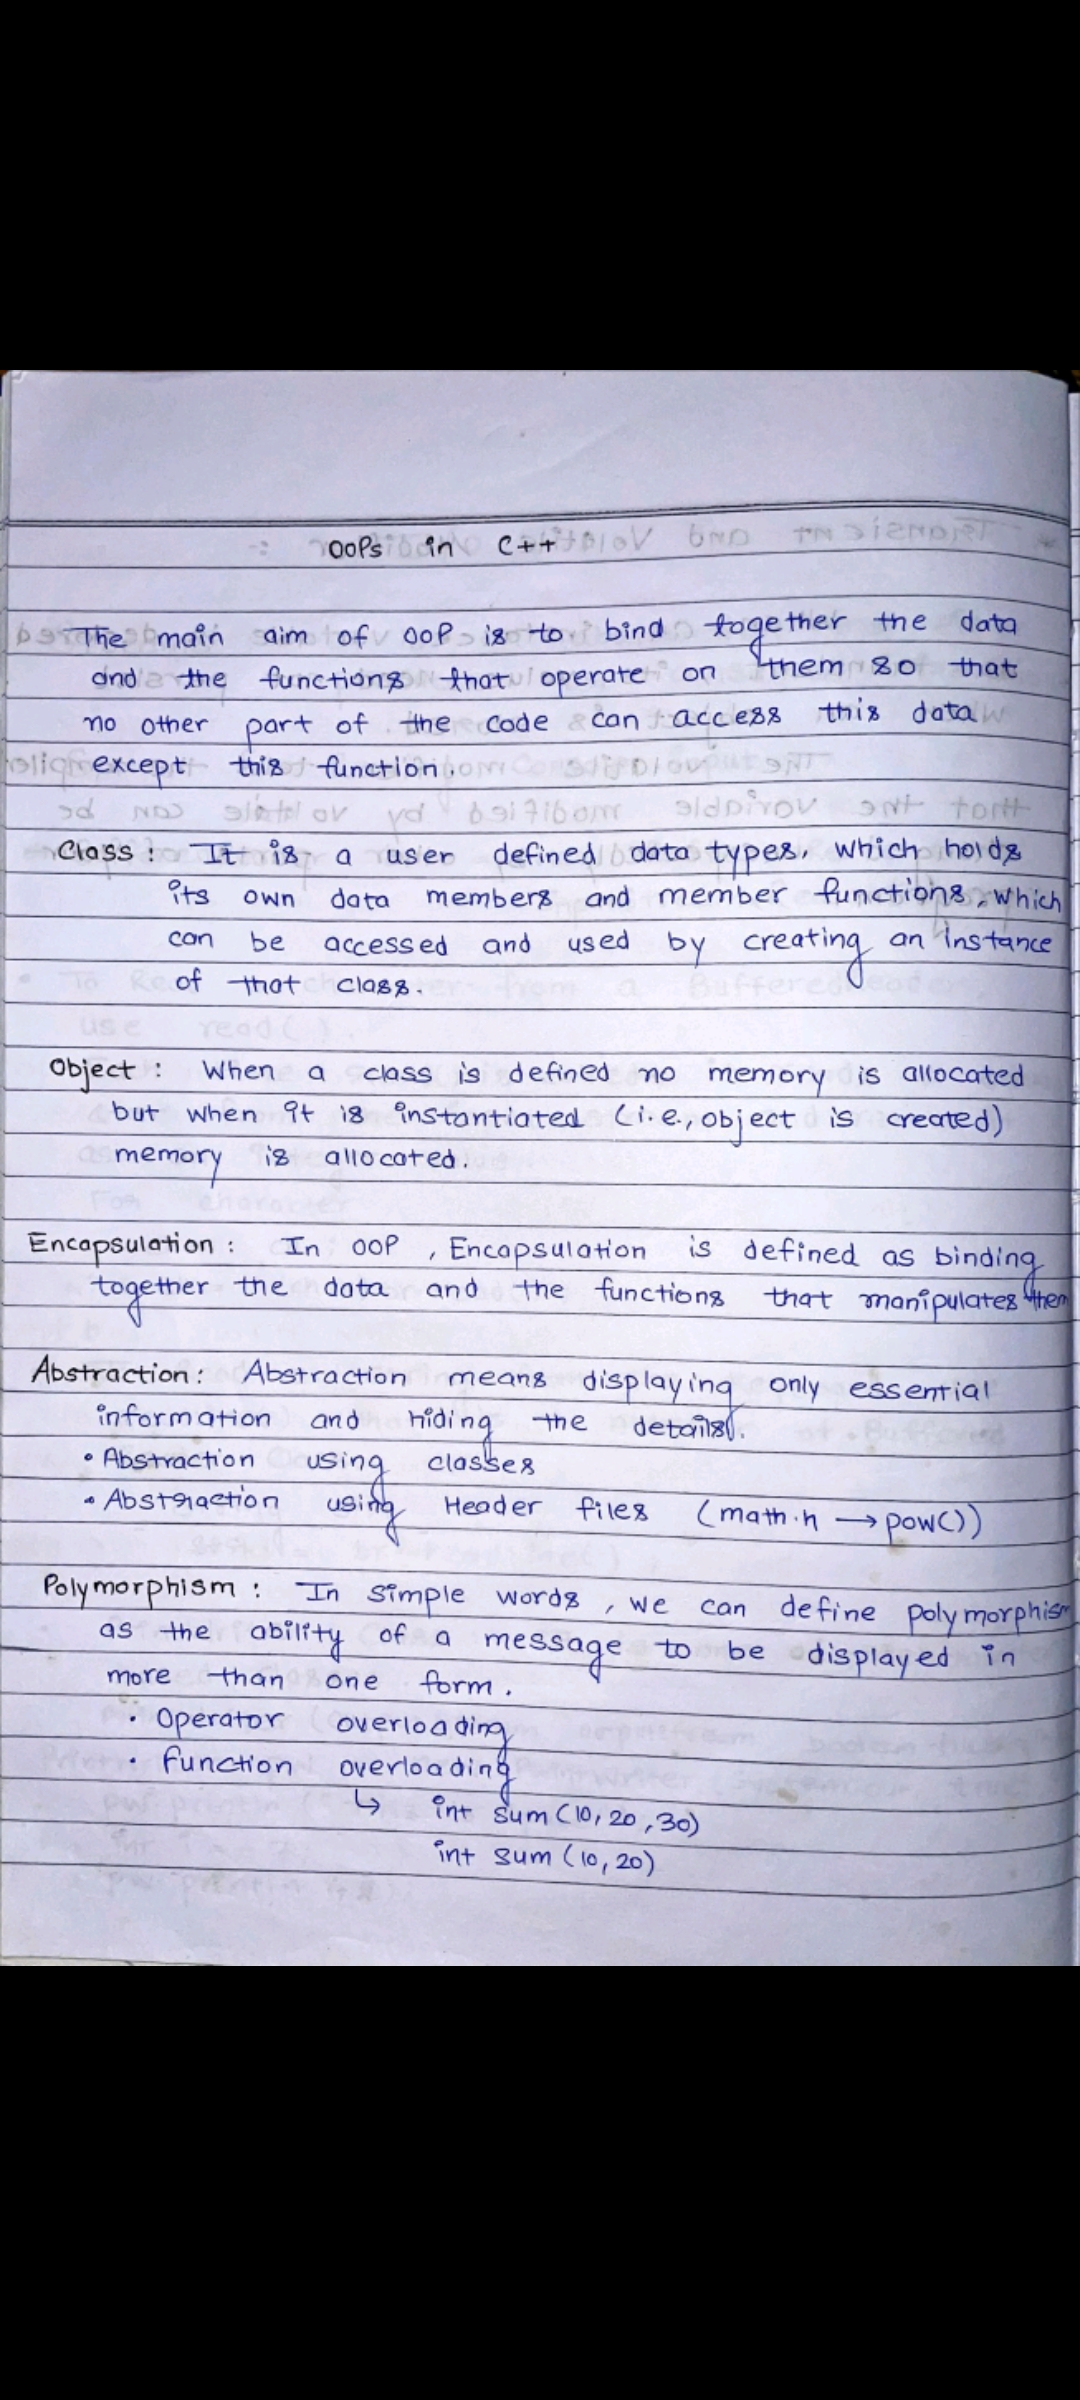 OOPs in C++
The main aim of OOP is to bind together the data
and the functions that operate on them so that
no other part of the code can access this data
except this function.
Class : It is a user defined data types, which holds
its own data members and member functions, which
can be accessed and used by creating an instance
of that class.
Object : When a class is defined no memory is allocated
but when it is instantiated (i.e., object is created)
memory is allocated.
Encapsulation : In OOP , Encapsulation is defined as binding
together the data and the functions that manipulates them
Abstraction : Abstraction means displaying only essential
information and hiding the details.
• Abstraction using classes
• Abstraction using Header files (math.h → pow())
Polymorphism : In simple words , we can define polymorphism
as the ability of a message to be displayed in
more than one form.
• Operator overloading
• Function overloading
↳ int sum (10, 20, 30)
int sum (10, 20)